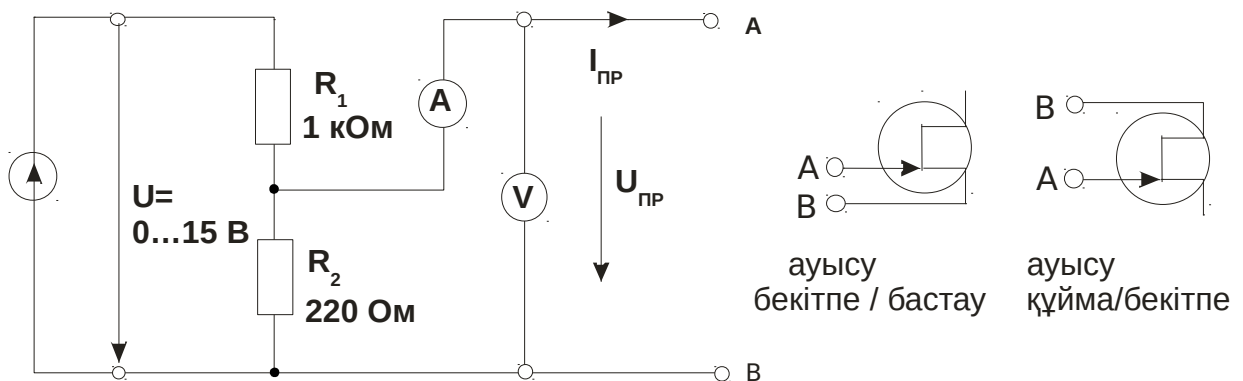 A
I ПР
R1
1 кОм
A
B
A
B
A
U ПР
V
U=
0…15 В
R2
220 Ом
B
ауысу
бекітпе / бастау
ауысу
құйма/бекітпе